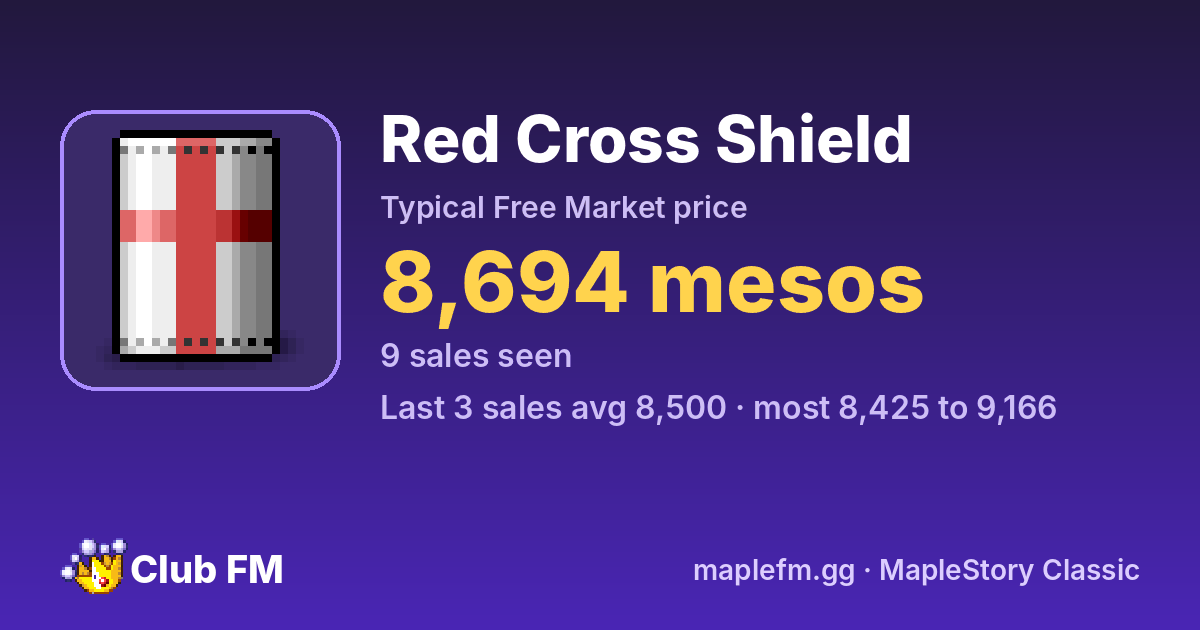 Red Cross Shield
Typical Free Market price
8,694 mesos
9 sales seen
Last 3 sales avg 8,500 · most 8,425 to 9,166
Club FM
maplefm.gg · MapleStory Classic